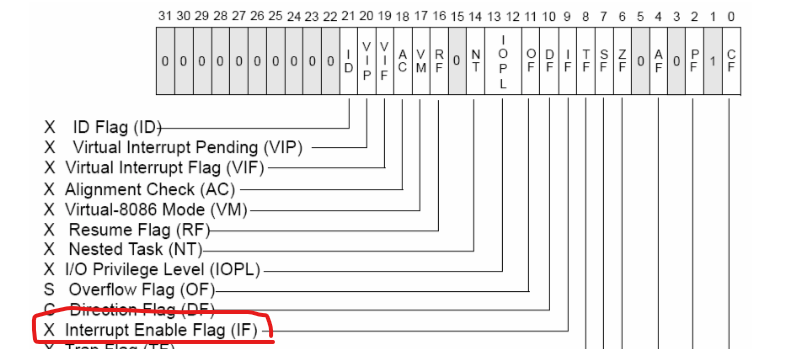 31 30 29 28 27 26 25 24 23 22 21 20 19 18 17 16 15 14 13 12 11 10 9 8 7 6 5 4 3 2 1 0
0 0 0 0 0 0 0 0 0 0 ID VIP VIF AC VM RF 0 NT IOPL OF DF IF TF SF ZF 0 AF 0 PF 1 CF
X ID Flag (ID)
X Virtual Interrupt Pending (VIP)
X Virtual Interrupt Flag (VIF)
X Alignment Check (AC)
X Virtual-8086 Mode (VM)
X Resume Flag (RF)
X Nested Task (NT)
X I/O Privilege Level (IOPL)
S Overflow Flag (OF)
C Direction Flag (DF)
X Interrupt Enable Flag (IF)
X Trap Flag (TF)